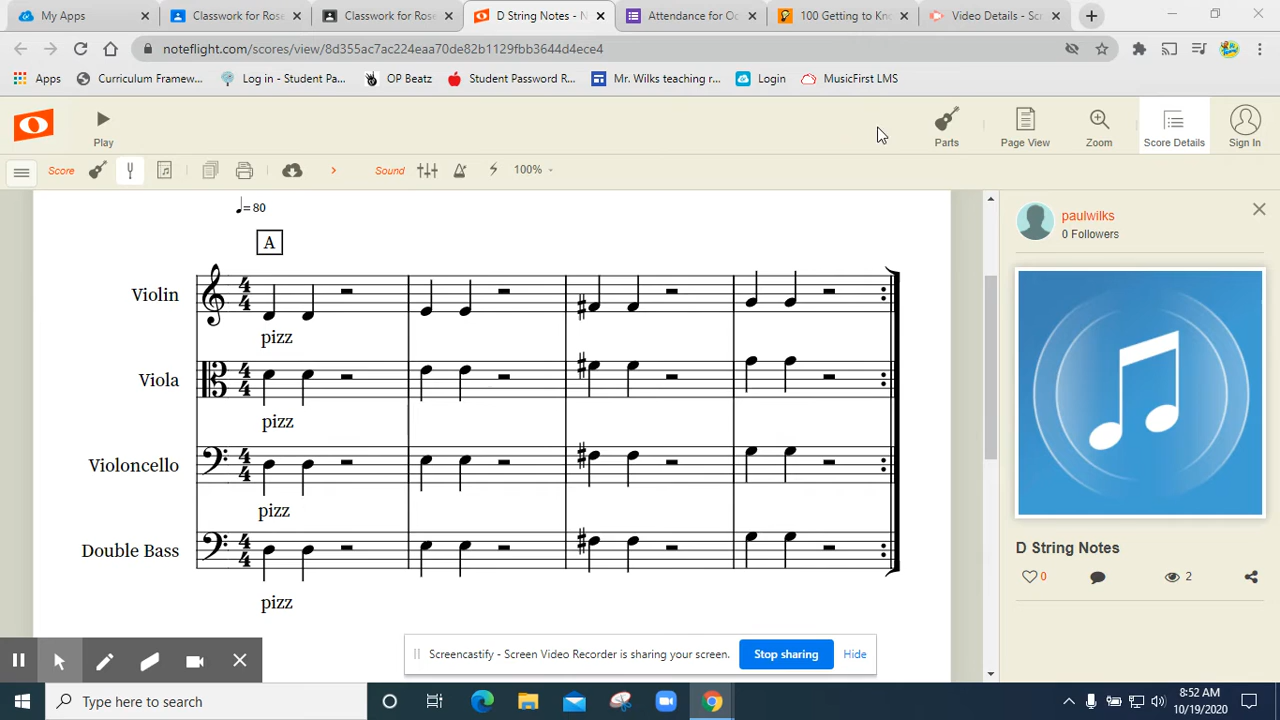 My Apps
Classwork for Rose
Classwork for Rose
D String Notes - N
Attendance for Oc
100 Getting to Kno
Video Details - Scr
noteflight.com/scores/view/8d355ac7ac224eaa70de82b1129fbb3644d4ece4
Apps
Curriculum Framew...
Log in - Student Pa...
OP Beatz
Student Password R...
Mr. Wilks teaching r...
Login
MusicFirst LMS
Play
Parts
Page View
Zoom
Score Details
Sign In
Score
Sound
100%
= 80
A
Violin
pizz
Viola
pizz
Violoncello
pizz
Double Bass
pizz
paulwilks
0 Followers
D String Notes
0
2
Screencastify - Screen Video Recorder is sharing your screen.
Stop sharing
Hide
Type here to search
8:52 AM
10/19/2020